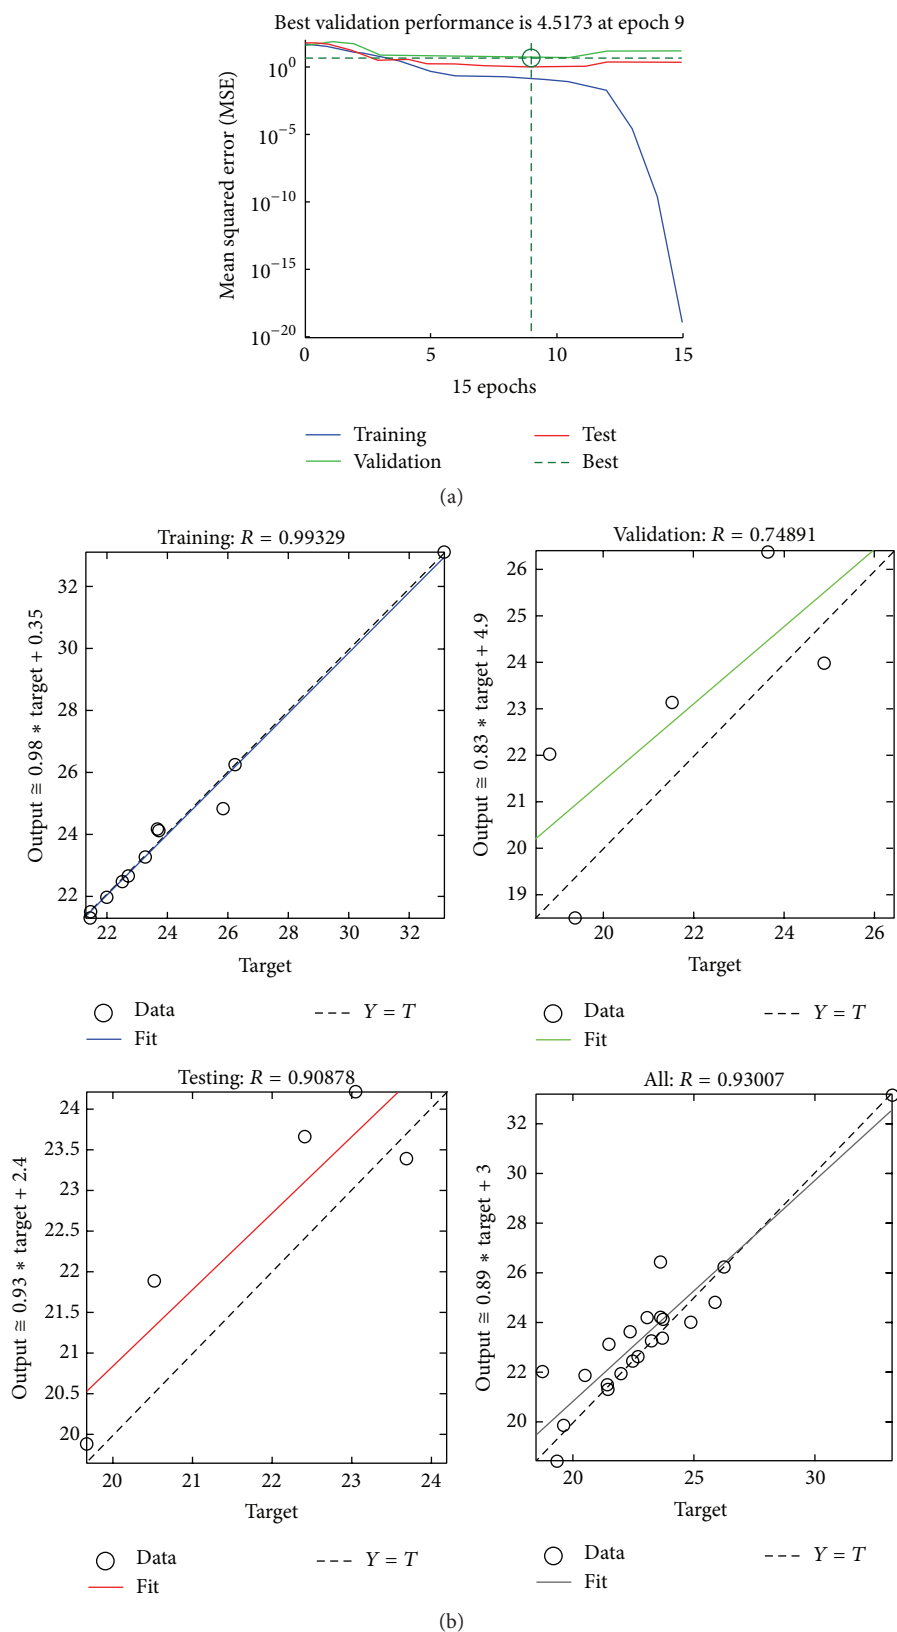 Best validation performance is 4.5173 at epoch 9
Mean squared error (MSE)
10⁰
10⁻⁵
10⁻¹⁰
10⁻¹⁵
10⁻²⁰
0 5 10 15
15 epochs
Training Test
Validation Best
(a)
Training: R = 0.99329
Output ≅ 0.98 * target + 0.35
32
30
28
26
24
22
22 24 26 28 30 32
Target
Data Y = T
Fit
Validation: R = 0.74891
Output ≅ 0.83 * target + 4.9
26
25
24
23
22
21
20
19
20 22 24 26
Target
Data Y = T
Fit
Testing: R = 0.90878
Output ≅ 0.93 * target + 2.4
24
23.5
23
22.5
22
21.5
21
20.5
20
20 21 22 23 24
Target
Data Y = T
Fit
All: R = 0.93007
Output ≅ 0.89 * target + 3
32
30
28
26
24
22
20
20 25 30
Target
Data Y = T
Fit
(b)